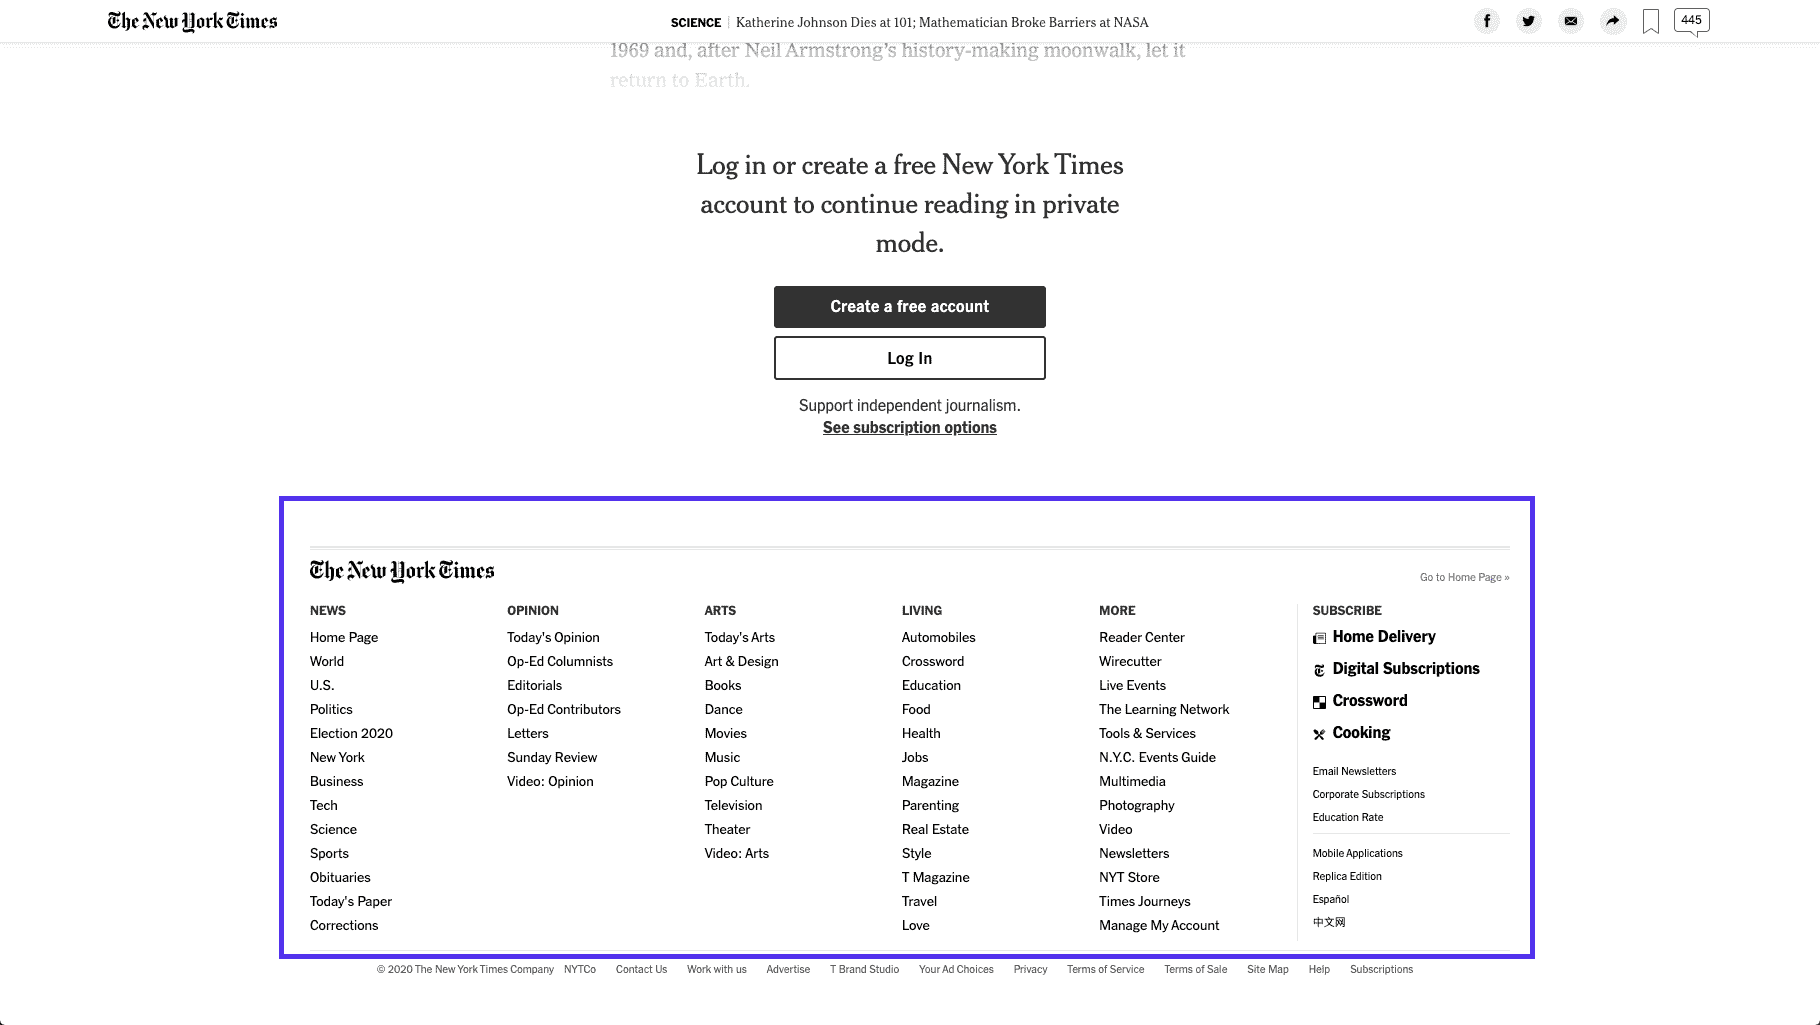 The New York Times
SCIENCE | Katherine Johnson Dies at 101; Mathematician Broke Barriers at NASA
445
1969 and, after Neil Armstrong's history-making moonwalk, let it
return to Earth.
Log in or create a free New York Times
account to continue reading in private
mode.
Create a free account
Log In
Support independent journalism.
See subscription options
The New York Times
Go to Home Page »
NEWS
Home Page
World
U.S.
Politics
Election 2020
New York
Business
Tech
Science
Sports
Obituaries
Today's Paper
Corrections
OPINION
Today's Opinion
Op-Ed Columnists
Editorials
Op-Ed Contributors
Letters
Sunday Review
Video: Opinion
ARTS
Today's Arts
Art & Design
Books
Dance
Movies
Music
Pop Culture
Television
Theater
Video: Arts
LIVING
Automobiles
Crossword
Education
Food
Health
Jobs
Magazine
Parenting
Real Estate
Style
T Magazine
Travel
Love
MORE
Reader Center
Wirecutter
Live Events
The Learning Network
Tools & Services
N.Y.C. Events Guide
Multimedia
Photography
Video
Newsletters
NYT Store
Times Journeys
Manage My Account
SUBSCRIBE
Home Delivery
Digital Subscriptions
Crossword
Cooking
Email Newsletters
Corporate Subscriptions
Education Rate
Mobile Applications
Replica Edition
Español
中文网
© 2020 The New York Times Company NYTCo Contact Us Work with us Advertise T Brand Studio Your Ad Choices Privacy Terms of Service Terms of Sale Site Map Help Subscriptions